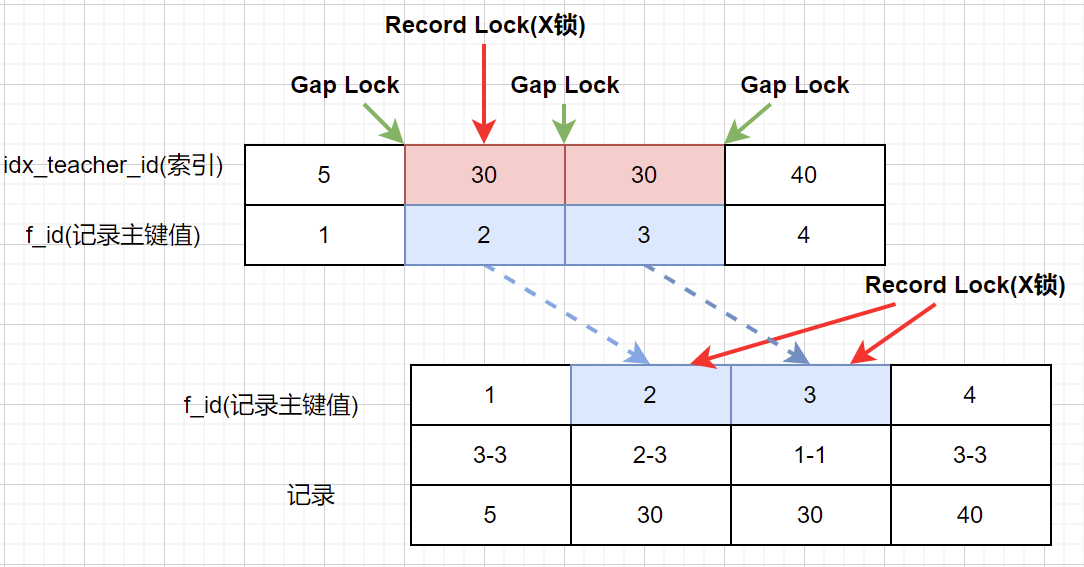 Record Lock(X锁)
Gap Lock Gap Lock Gap Lock
idx_teacher_id(索引) 5 30 30 40
f_id(记录主键值) 1 2 3 4
Record Lock(X锁)
f_id(记录主键值) 1 2 3 4
3-3 2-3 1-1 3-3
记录
5 30 30 40